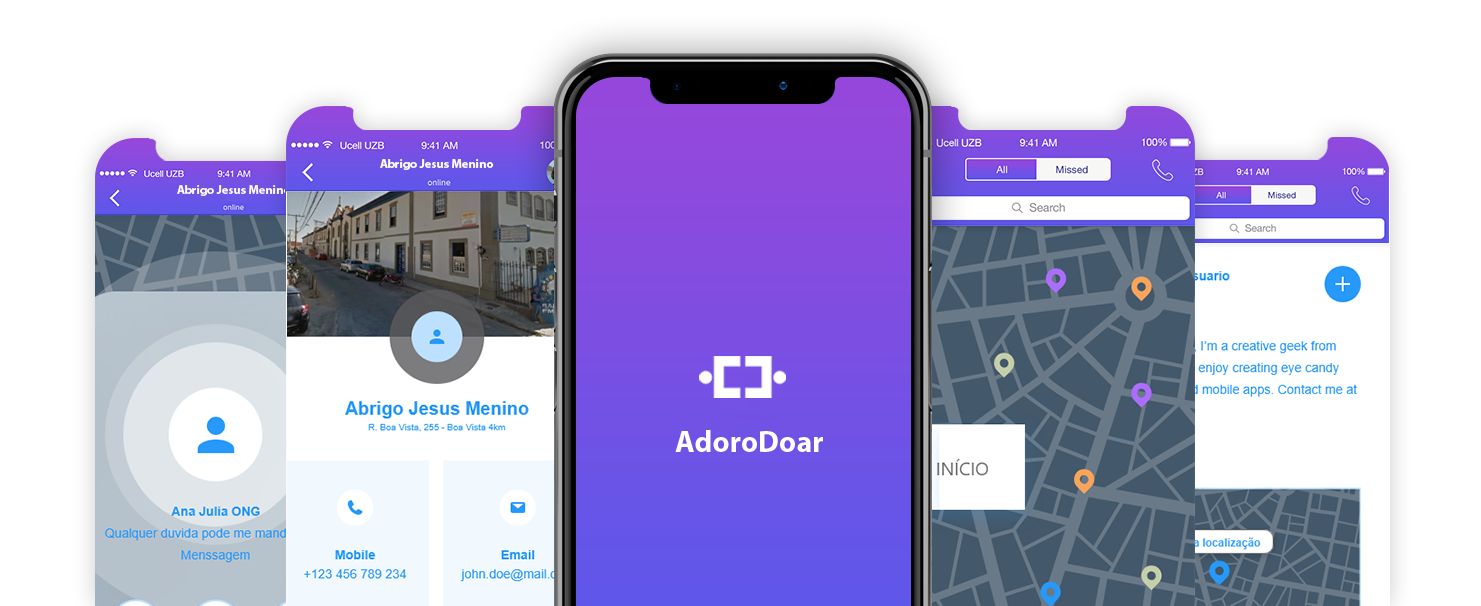 Ucell UZB 9:41 AM
Abrigo Jesus Menino
online
Ana Julia ONG
Qualquer duvida pode me mand
Menssagem
Ucell UZB 9:41 AM 100
Abrigo Jesus Menino
online
Abrigo Jesus Menino
R. Boa Vista, 255 - Boa Vista 4km
Mobile
+123 456 789 234
Email
john.doe@mail.c
AdoroDoar
Ucell UZB 9:41 AM 100%
All Missed
Search
INÍCIO
ZB 9:41 AM 100%
All Missed
Search
suario
I'm a creative geek from
enjoy creating eye candy
d mobile apps. Contact me at
a localização